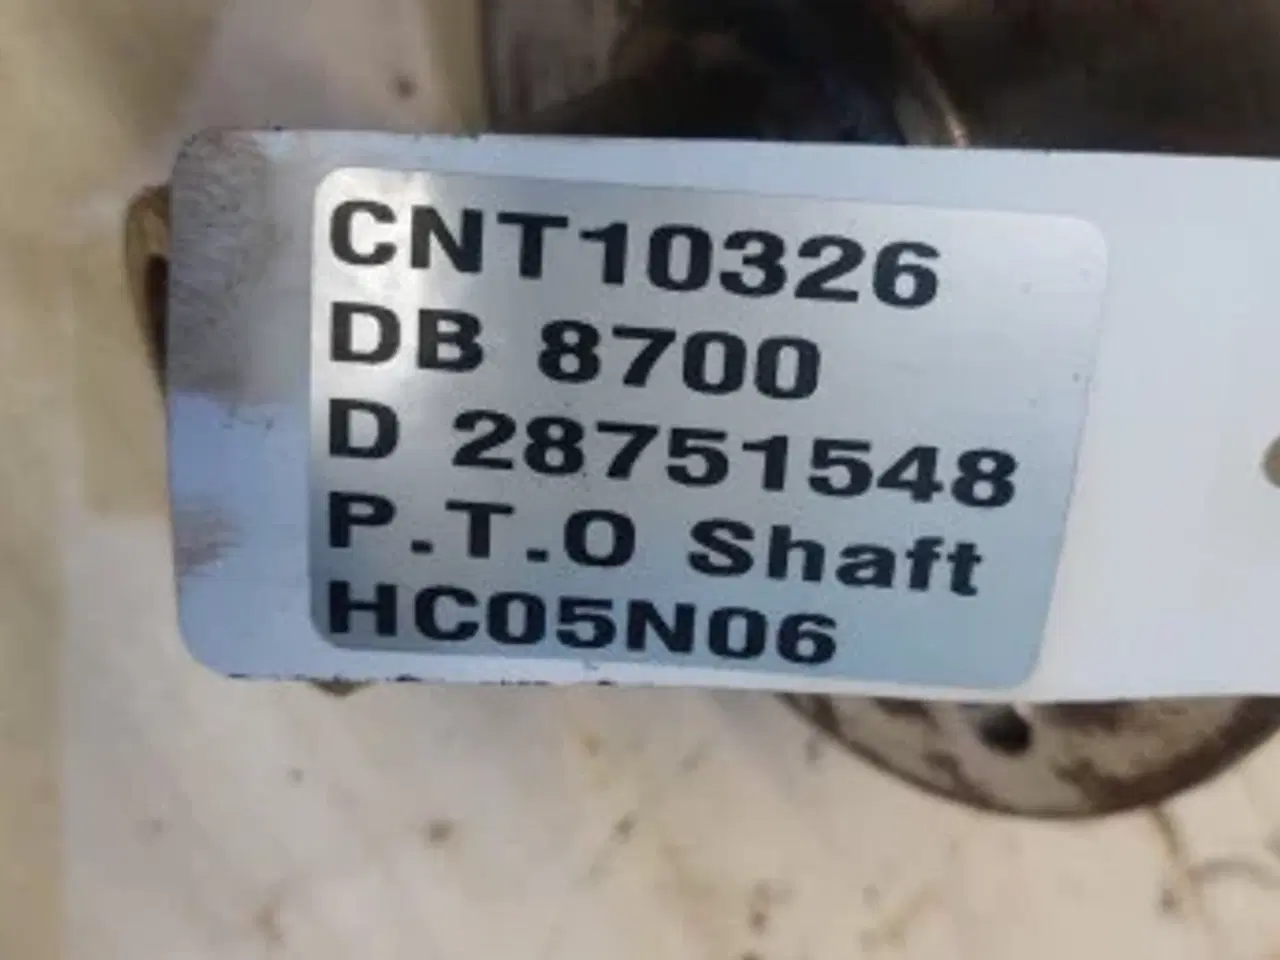 CNT10326
DB 8700
D 28751548
P.T.O Shaft
HC05N06